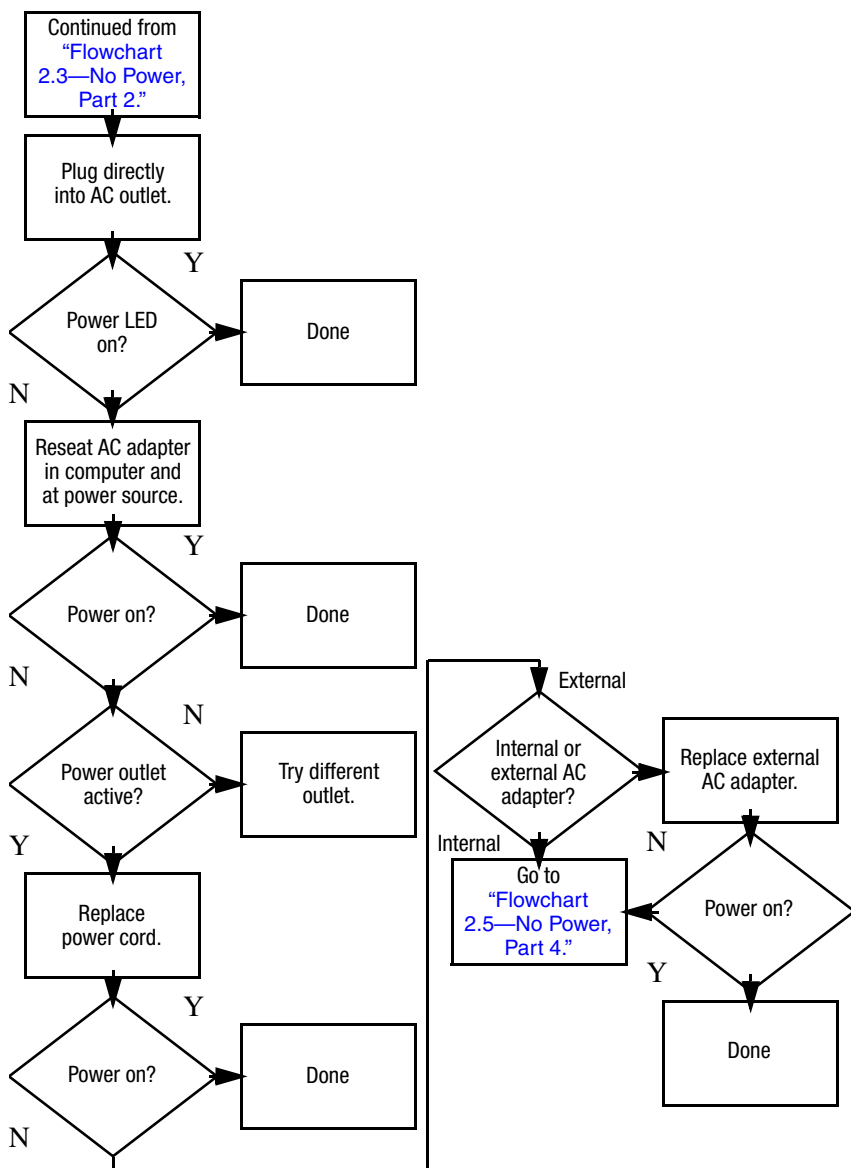 Continued from
“Flowchart
2.3—No Power,
Part 2.”
Plug directly
into AC outlet.
Y
Power LED
on?
Done
N
Reseat AC adapter
in computer and
at power source.
Y
Power on?
Done
N
N
Power outlet
active?
Try different
outlet.
Y
Replace
power cord.
Y
Power on?
Done
N
External
Internal or
external AC
adapter?
Replace external
AC adapter.
Internal
N
Go to
“Flowchart
2.5—No Power,
Part 4.”
Power on?
Y
Done